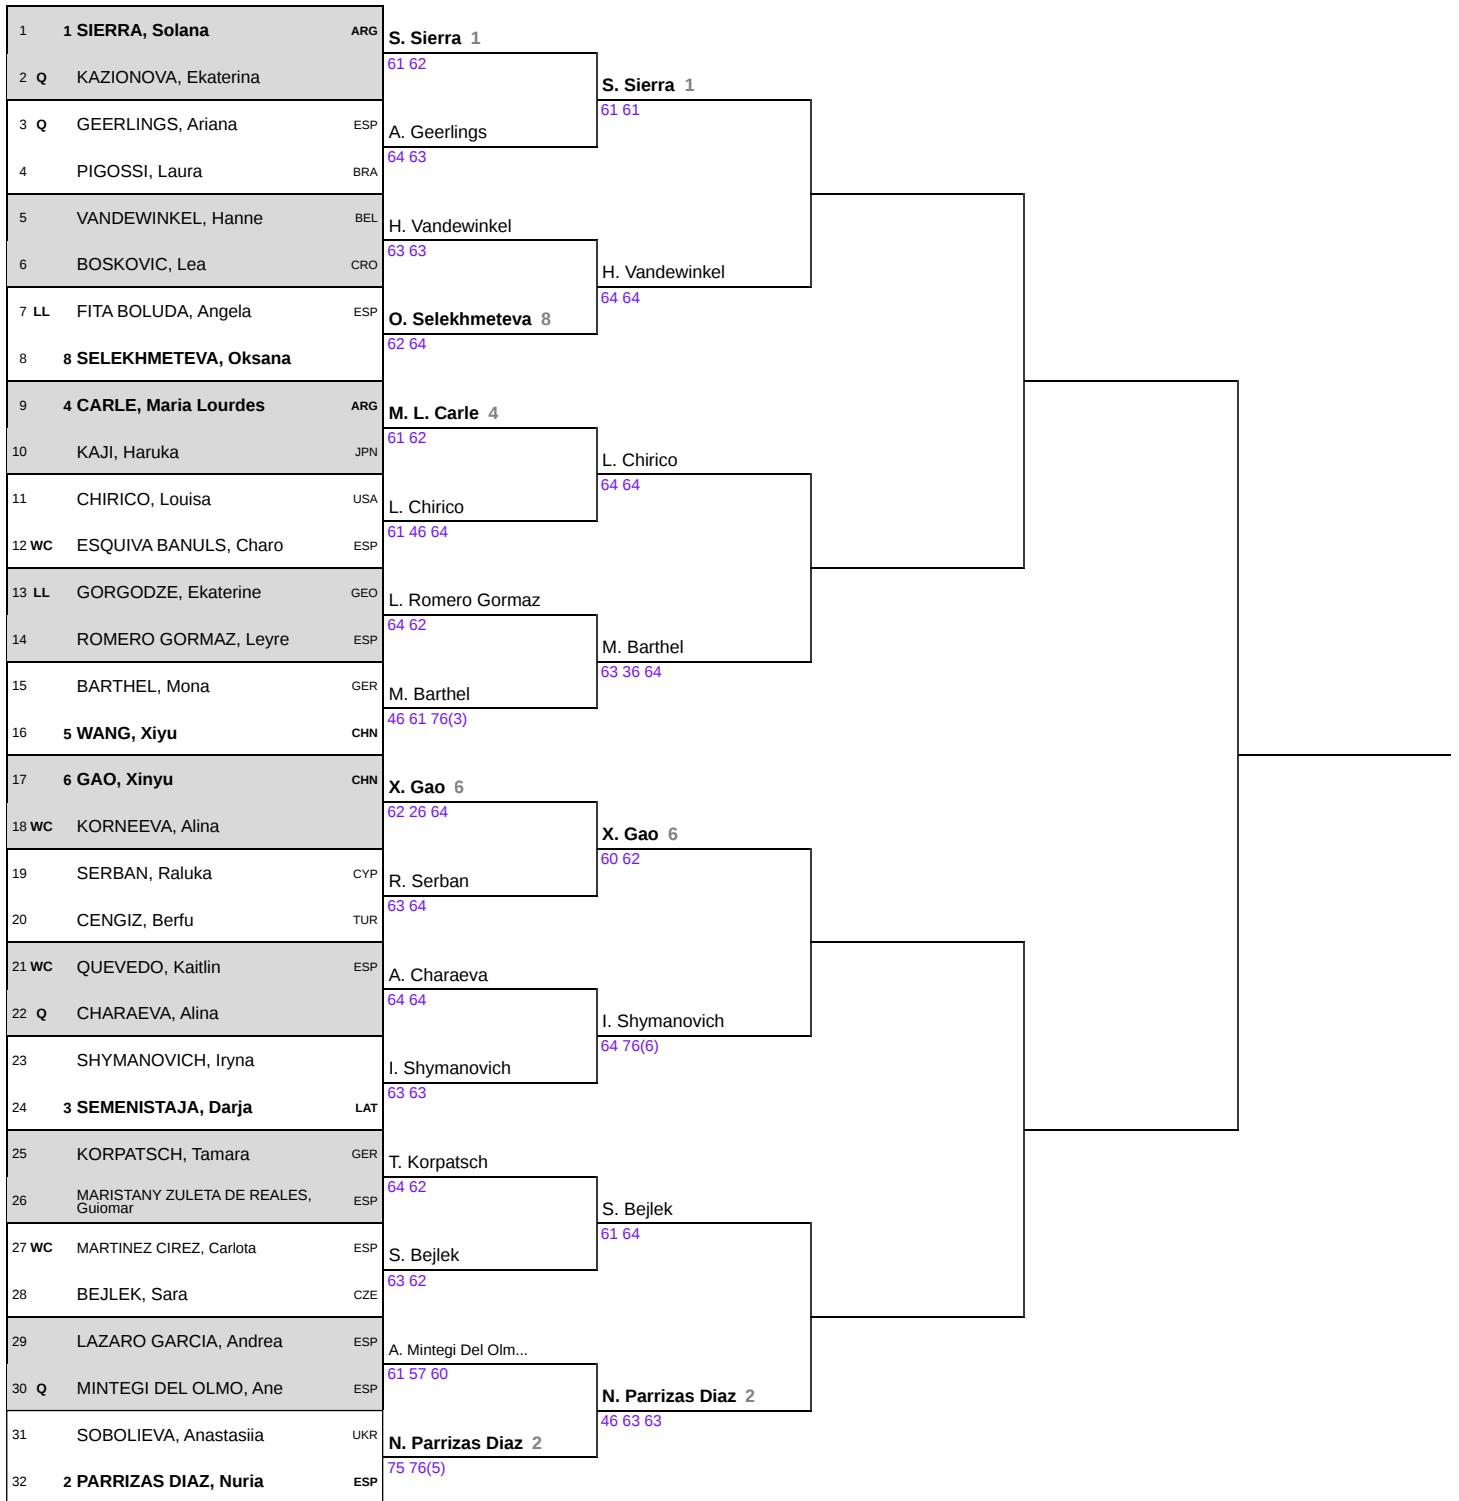 1 1 SIERRA, Solana ARG
2 Q KAZIONOVA, Ekaterina
3 Q GEERLINGS, Ariana ESP
4 PIGOSSI, Laura BRA
5 VANDEWINKEL, Hanne BEL
6 BOSKOVIC, Lea CRO
7 LL FITA BOLUDA, Angela ESP
8 8 SELEKHMETEVA, Oksana
9 4 CARLE, Maria Lourdes ARG
10 KAJI, Haruka JPN
11 CHIRICO, Louisa USA
12 WC ESQUIVA BANULS, Charo ESP
13 LL GORGODZE, Ekaterine GEO
14 ROMERO GORMAZ, Leyre ESP
15 BARTHEL, Mona GER
16 5 WANG, Xiyu CHN
17 6 GAO, Xinyu CHN
18 WC KORNEEVA, Alina
19 SERBAN, Raluka CYP
20 CENGIZ, Berfu TUR
21 WC QUEVEDO, Kaitlin ESP
22 Q CHARAEVA, Alina
23 SHYMANOVICH, Iryna
24 3 SEMENISTAJA, Darja LAT
25 KORPATSCH, Tamara GER
26 MARISTANY ZULETA DE REALES, ESP
Guiomar
27 WC MARTINEZ CIREZ, Carlota ESP
28 BEJLEK, Sara CZE
29 LAZARO GARCIA, Andrea ESP
30 Q MINTEGI DEL OLMO, Ane ESP
31 SOBOLIEVA, Anastasiia UKR
32 2 PARRIZAS DIAZ, Nuria ESP
S. Sierra 1
61 62
A. Geerlings
64 63
H. Vandewinkel
63 63
O. Selekhmeteva 8
62 64
M. L. Carle 4
61 62
L. Chirico
61 46 64
L. Romero Gormaz
64 62
M. Barthel
46 61 76(3)
X. Gao 6
62 26 64
R. Serban
63 64
A. Charaeva
64 64
I. Shymanovich
63 63
T. Korpatsch
64 62
S. Bejlek
63 62
A. Mintegi Del Olm...
61 57 60
N. Parrizas Diaz 2
75 76(5)
S. Sierra 1
61 61
H. Vandewinkel
64 64
L. Chirico
64 64
M. Barthel
63 36 64
X. Gao 6
60 62
I. Shymanovich
64 76(6)
S. Bejlek
61 64
N. Parrizas Diaz 2
46 63 63